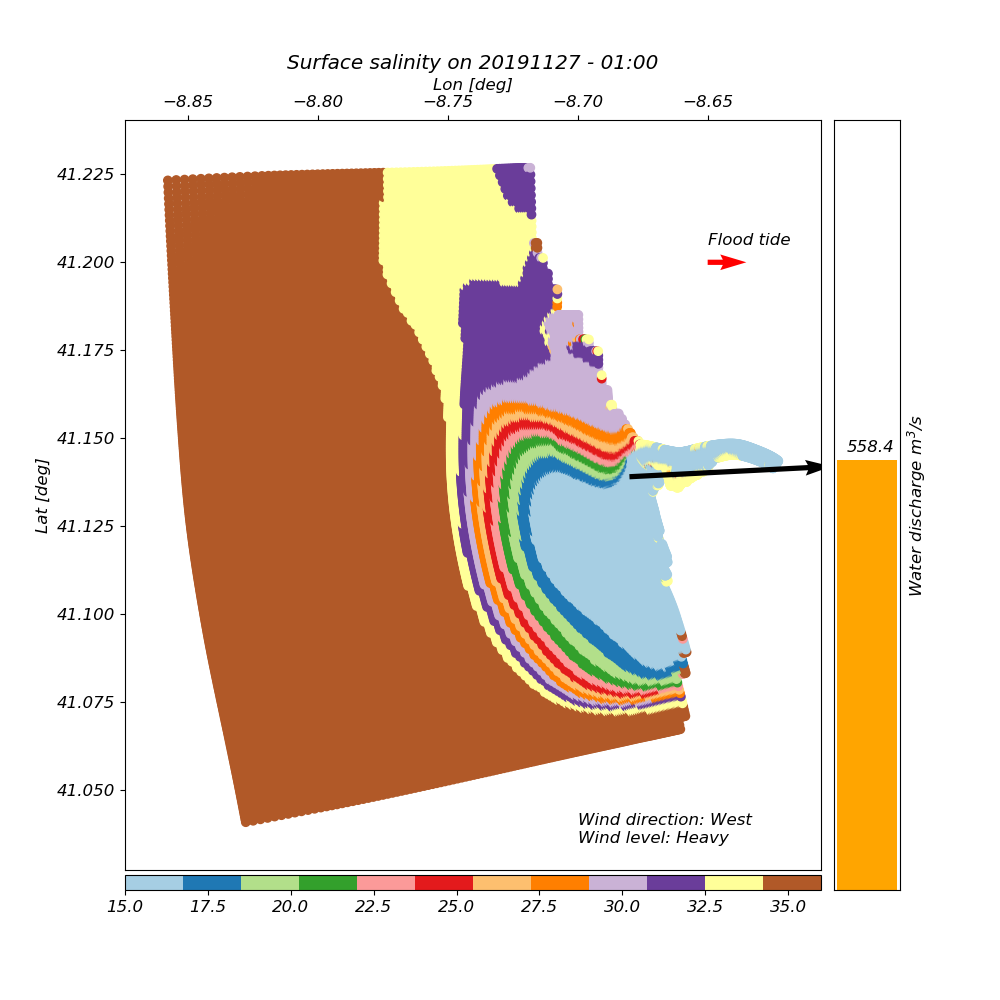 Surface salinity on 20191127 - 01:00
Lon [deg]
−8.85 −8.80 −8.75 −8.70 −8.65
41.225
41.200
41.175
41.150
41.125
41.100
41.075
41.050
Lat [deg]
Flood tide
Wind direction: West
Wind level: Heavy
558.4
Water discharge m³/s
15.0 17.5 20.0 22.5 25.0 27.5 30.0 32.5 35.0